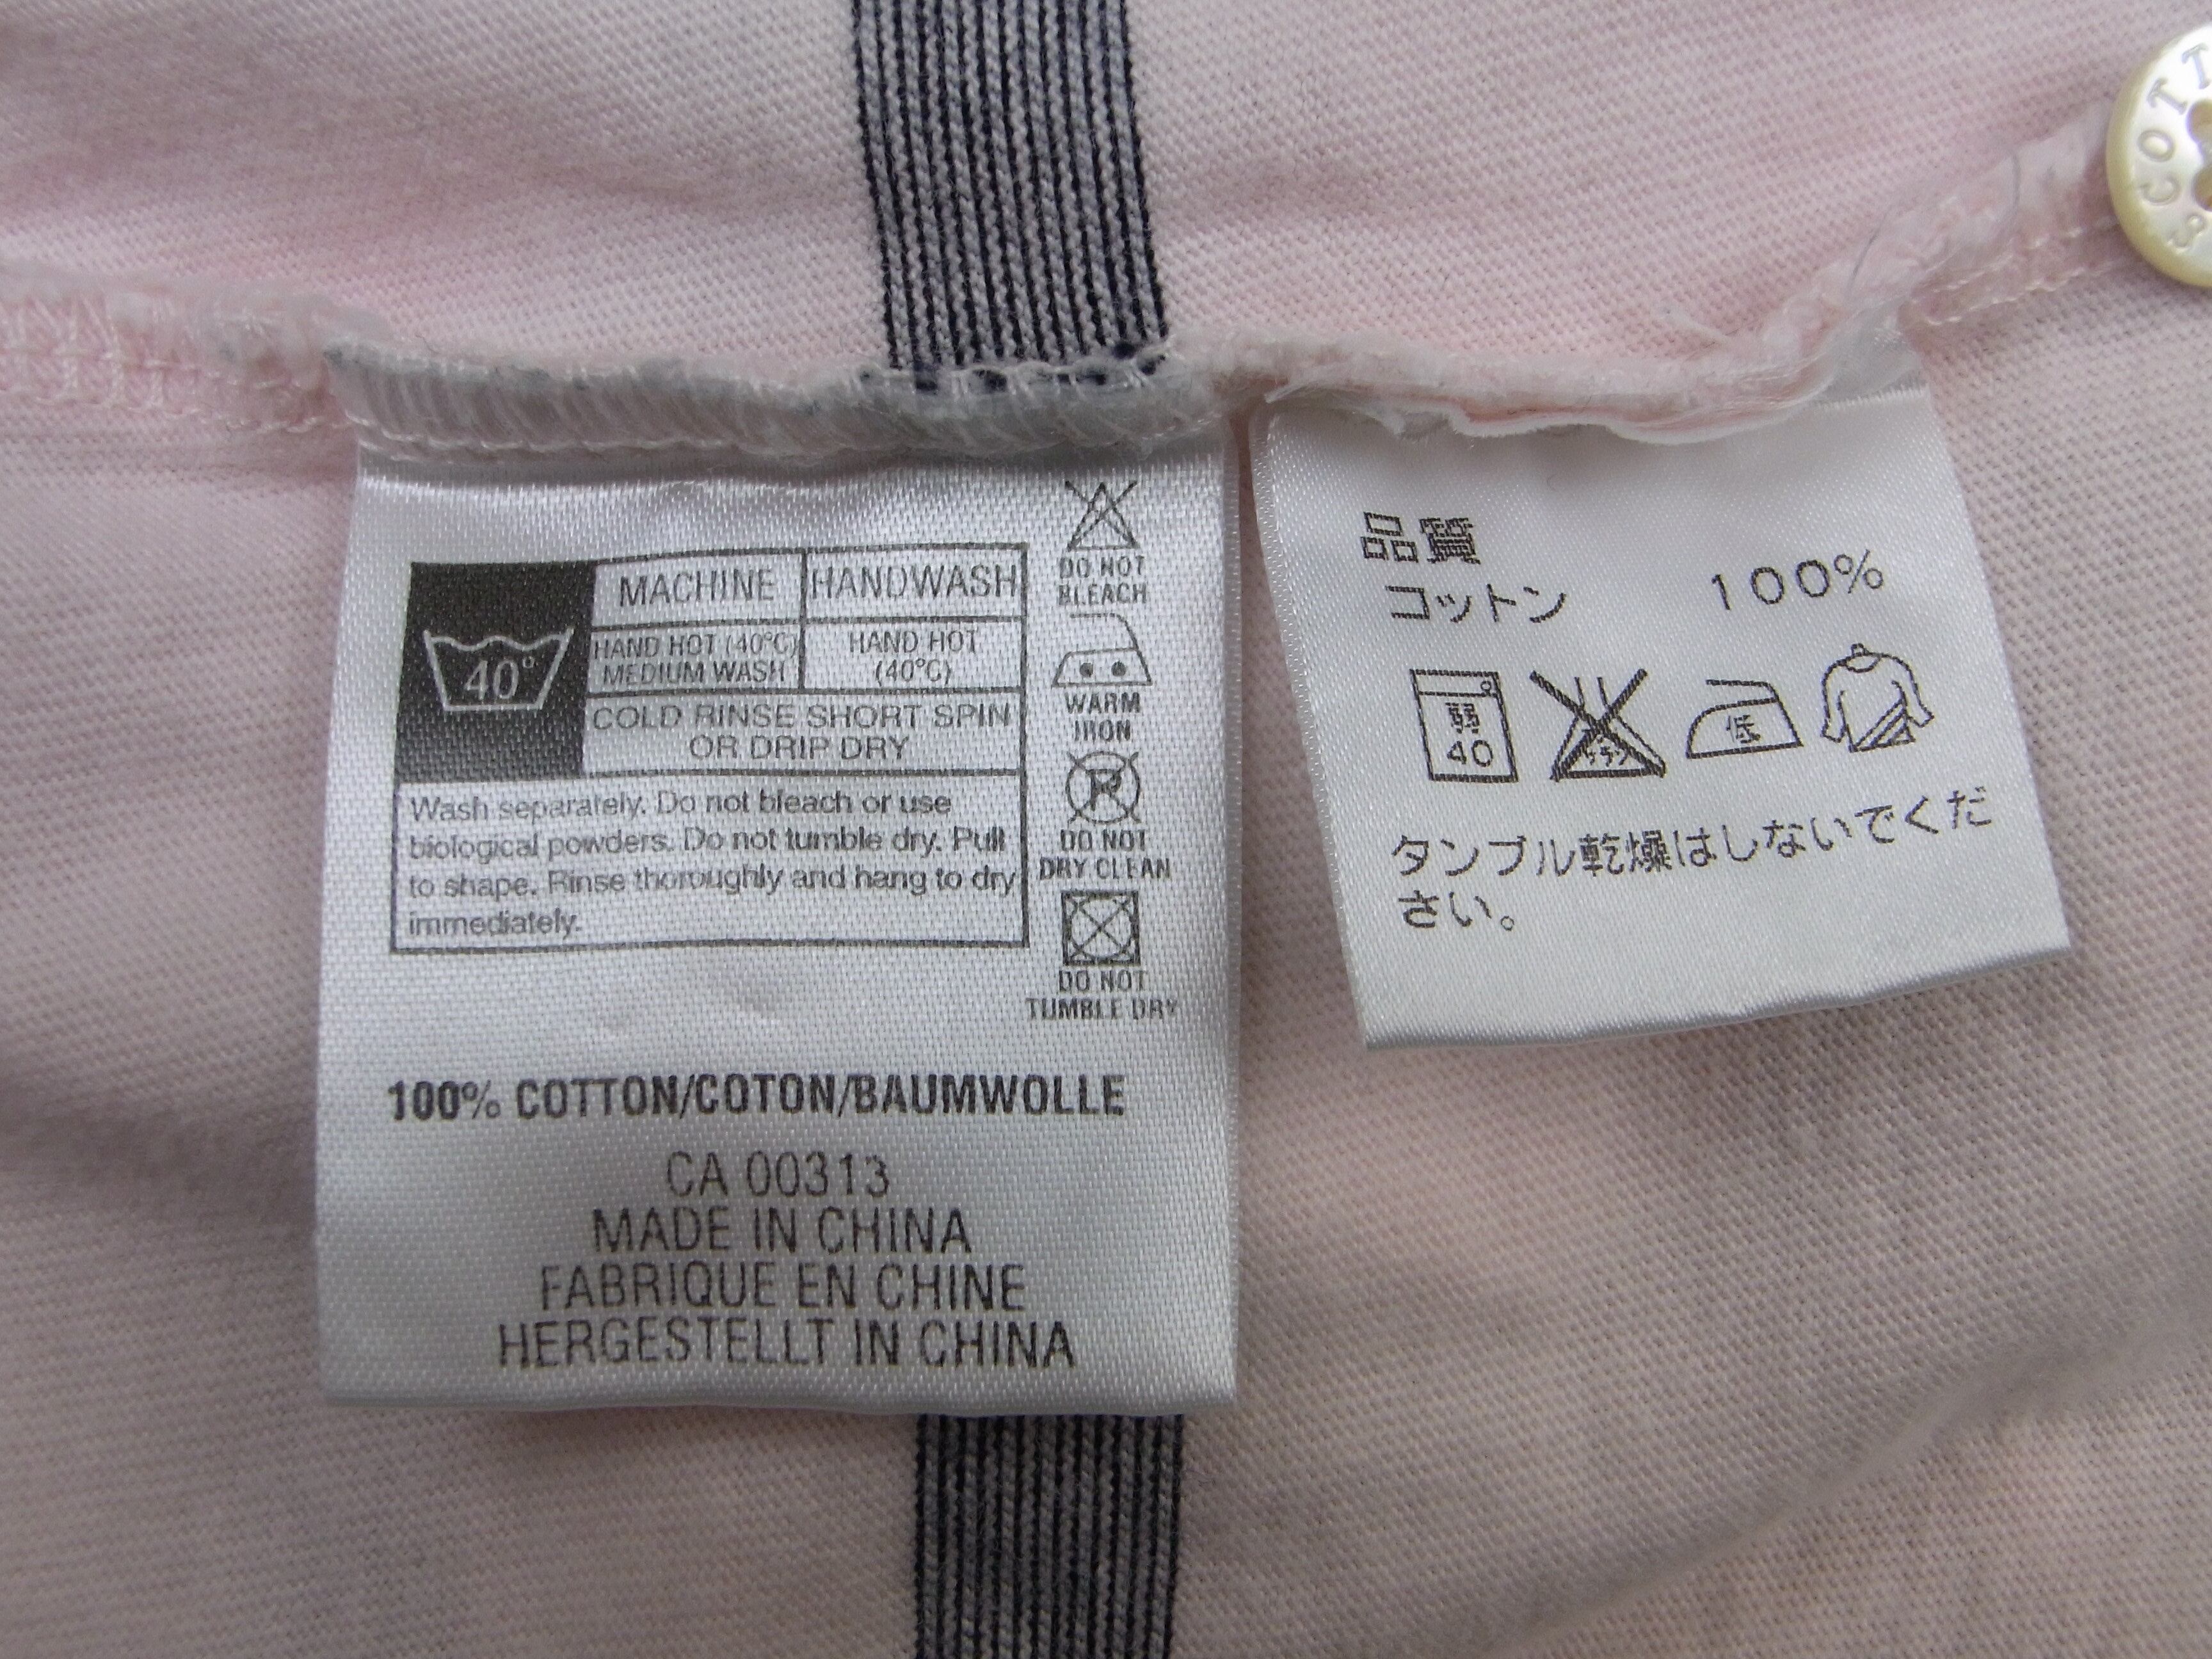 MACHINE HANDWASH
40°
HAND HOT (40°C) HAND HOT
MEDIUM WASH (40°C)
COLD RINSE SHORT SPIN
OR DRIP DRY
Wash separately. Do not bleach or use
biological powders. Do not tumble dry. Pull
to shape. Rinse thoroughly and hang to dry
immediately.
DO NOT
BLEACH
WARM
IRON
P
DO NOT
DRY CLEAN
DO NOT
TUMBLE DRY
100% COTTON/COTON/BAUMWOLLE
CA 00313
MADE IN CHINA
FABRIQUE EN CHINE
HERGESTELLT IN CHINA
品質
コットン 100%
弱
40
低
タンブル乾燥はしないでくだ
さい。
SCOTT